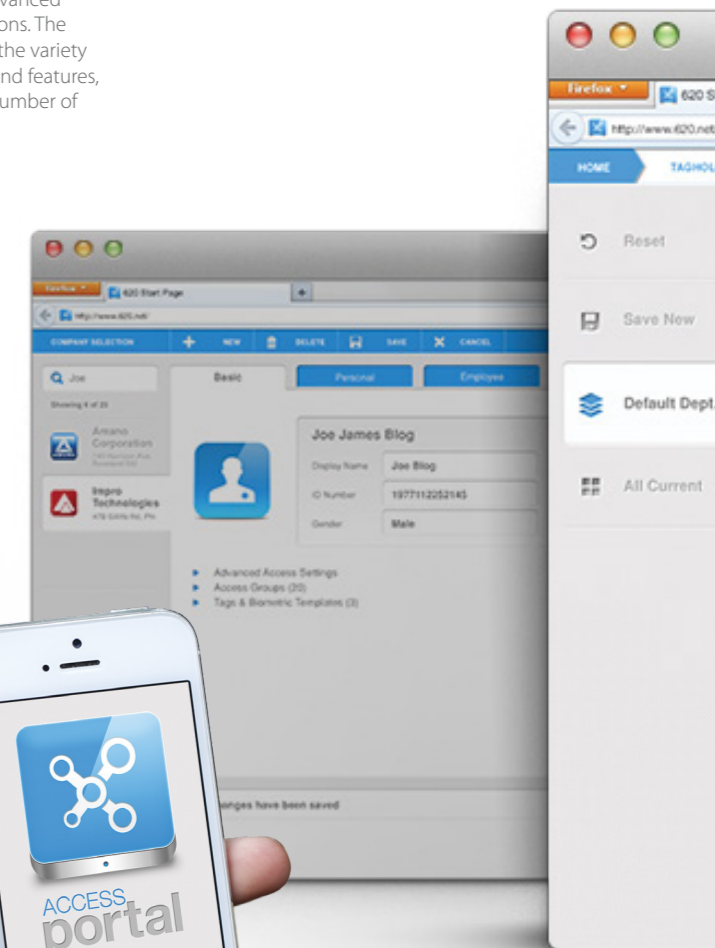 vanced
ons. The
the variety
nd features,
umber of
Firefox
620 S
http://www.620.net/
HOME
TAGHOL
Reset
Save New
Default Dept.
All Current
Firefox
620 Start Page
+
http://www.620.net/
COMPANY SELECTION
NEW
DELETE
SAVE
CANCEL
Joe
Showing 6 of 20
Basic
Personal
Employee
Amano
Corporation
Impro
Technologies
Joe James Blog
Display Name
Joe Blog
ID Number
1977112252145
Gender
Male
Advanced Access Settings
Access Groups (20)
Tags & Biometric Templates (3)
anges have been saved
ACCESS
portal